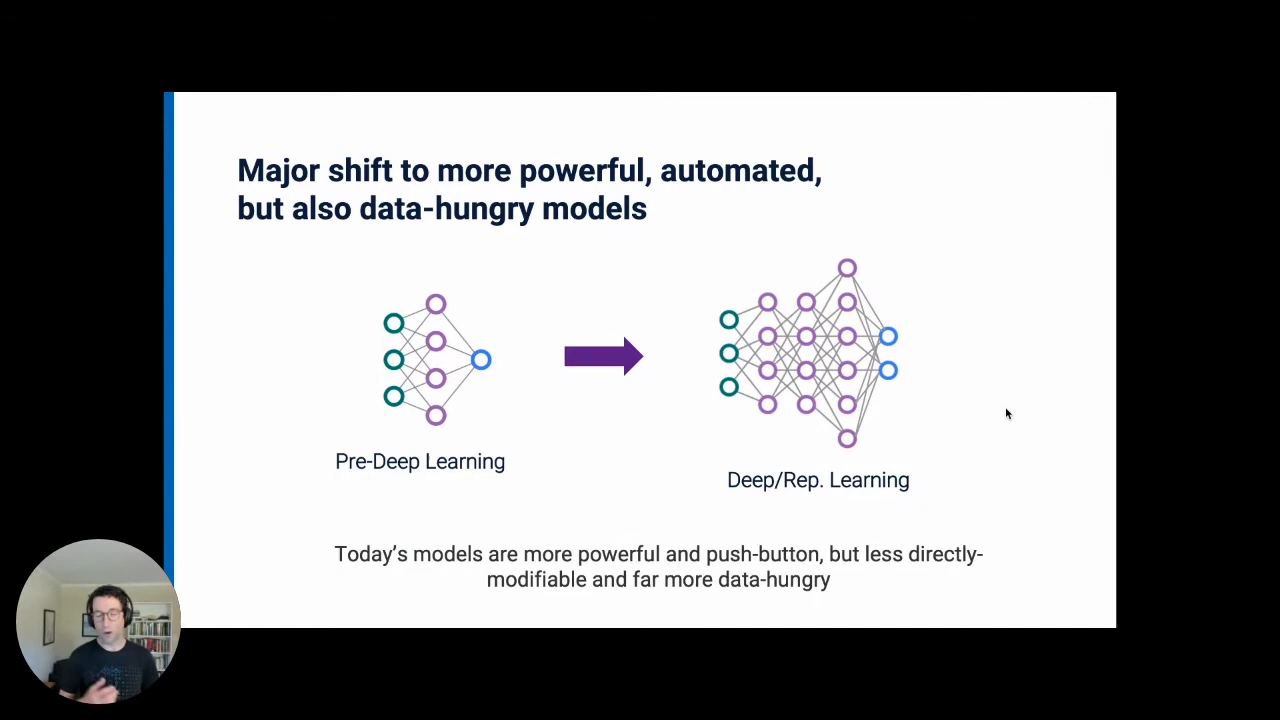 Major shift to more powerful, automated,
but also data-hungry models
Pre-Deep Learning
Deep/Rep. Learning
Today’s models are more powerful and push-button, but less directly-
modifiable and far more data-hungry